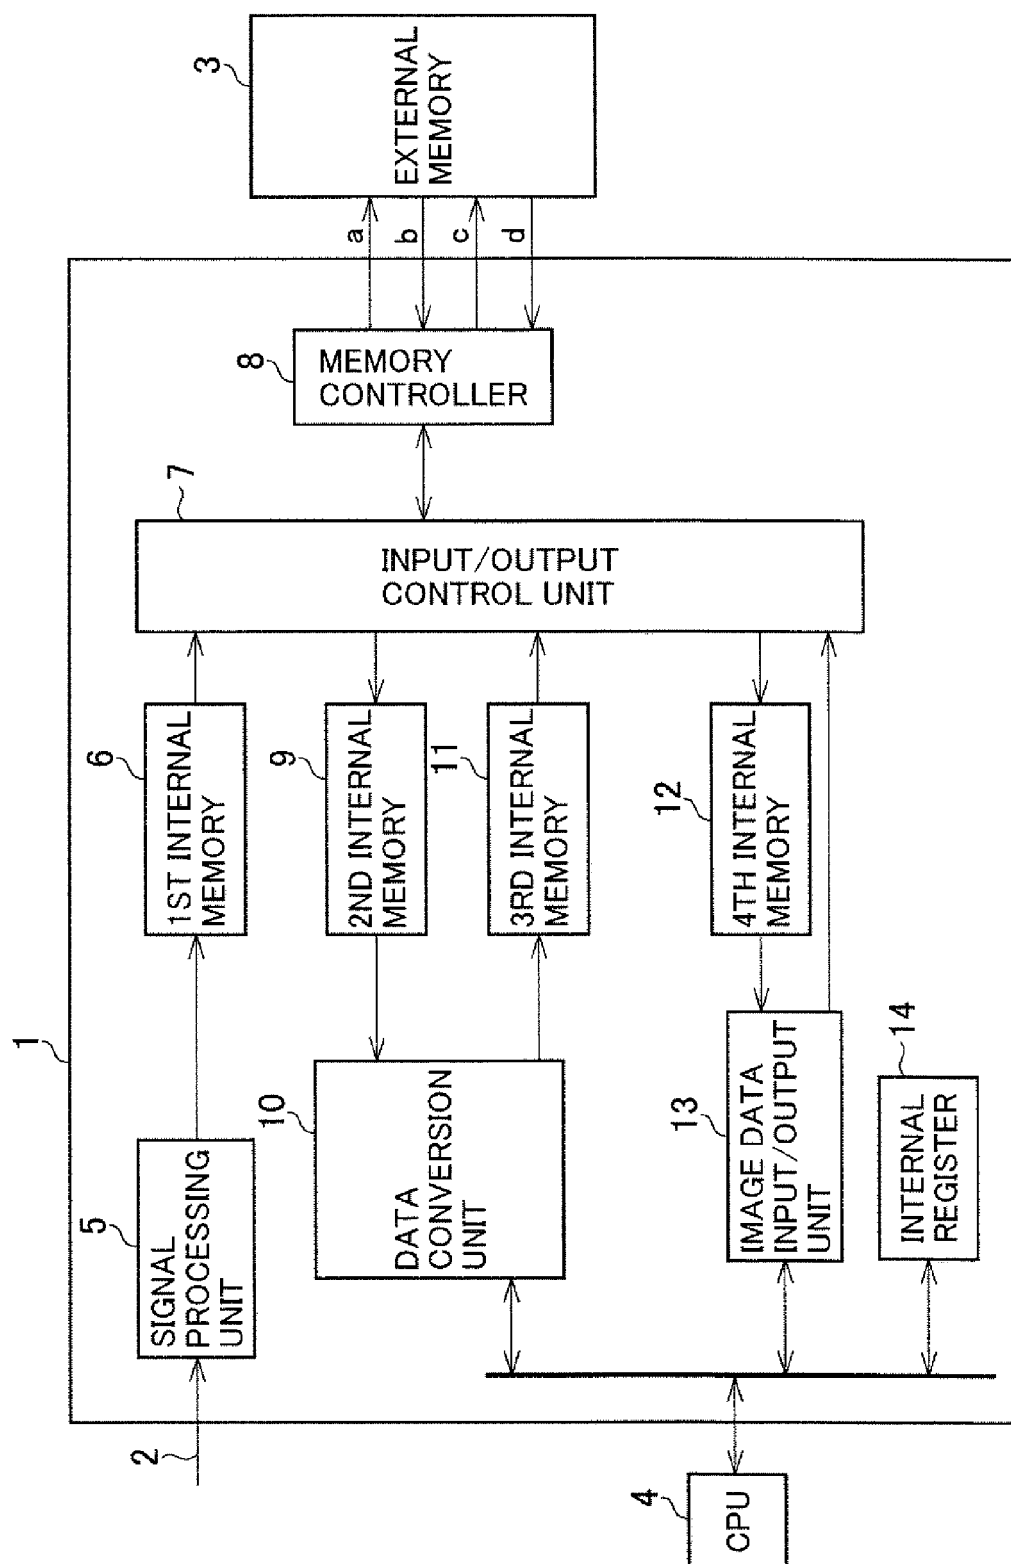 1
2
5
SIGNAL
PROCESSING
UNIT
6
1ST INTERNAL
MEMORY
7
INPUT/OUTPUT
CONTROL UNIT
8
MEMORY
CONTROLLER
a
b
c
d
3
EXTERNAL
MEMORY
9
2ND INTERNAL
MEMORY
10
DATA
CONVERSION
UNIT
11
3RD INTERNAL
MEMORY
12
4TH INTERNAL
MEMORY
13
IMAGE DATA
INPUT/OUTPUT
UNIT
14
INTERNAL
REGISTER
4
CPU